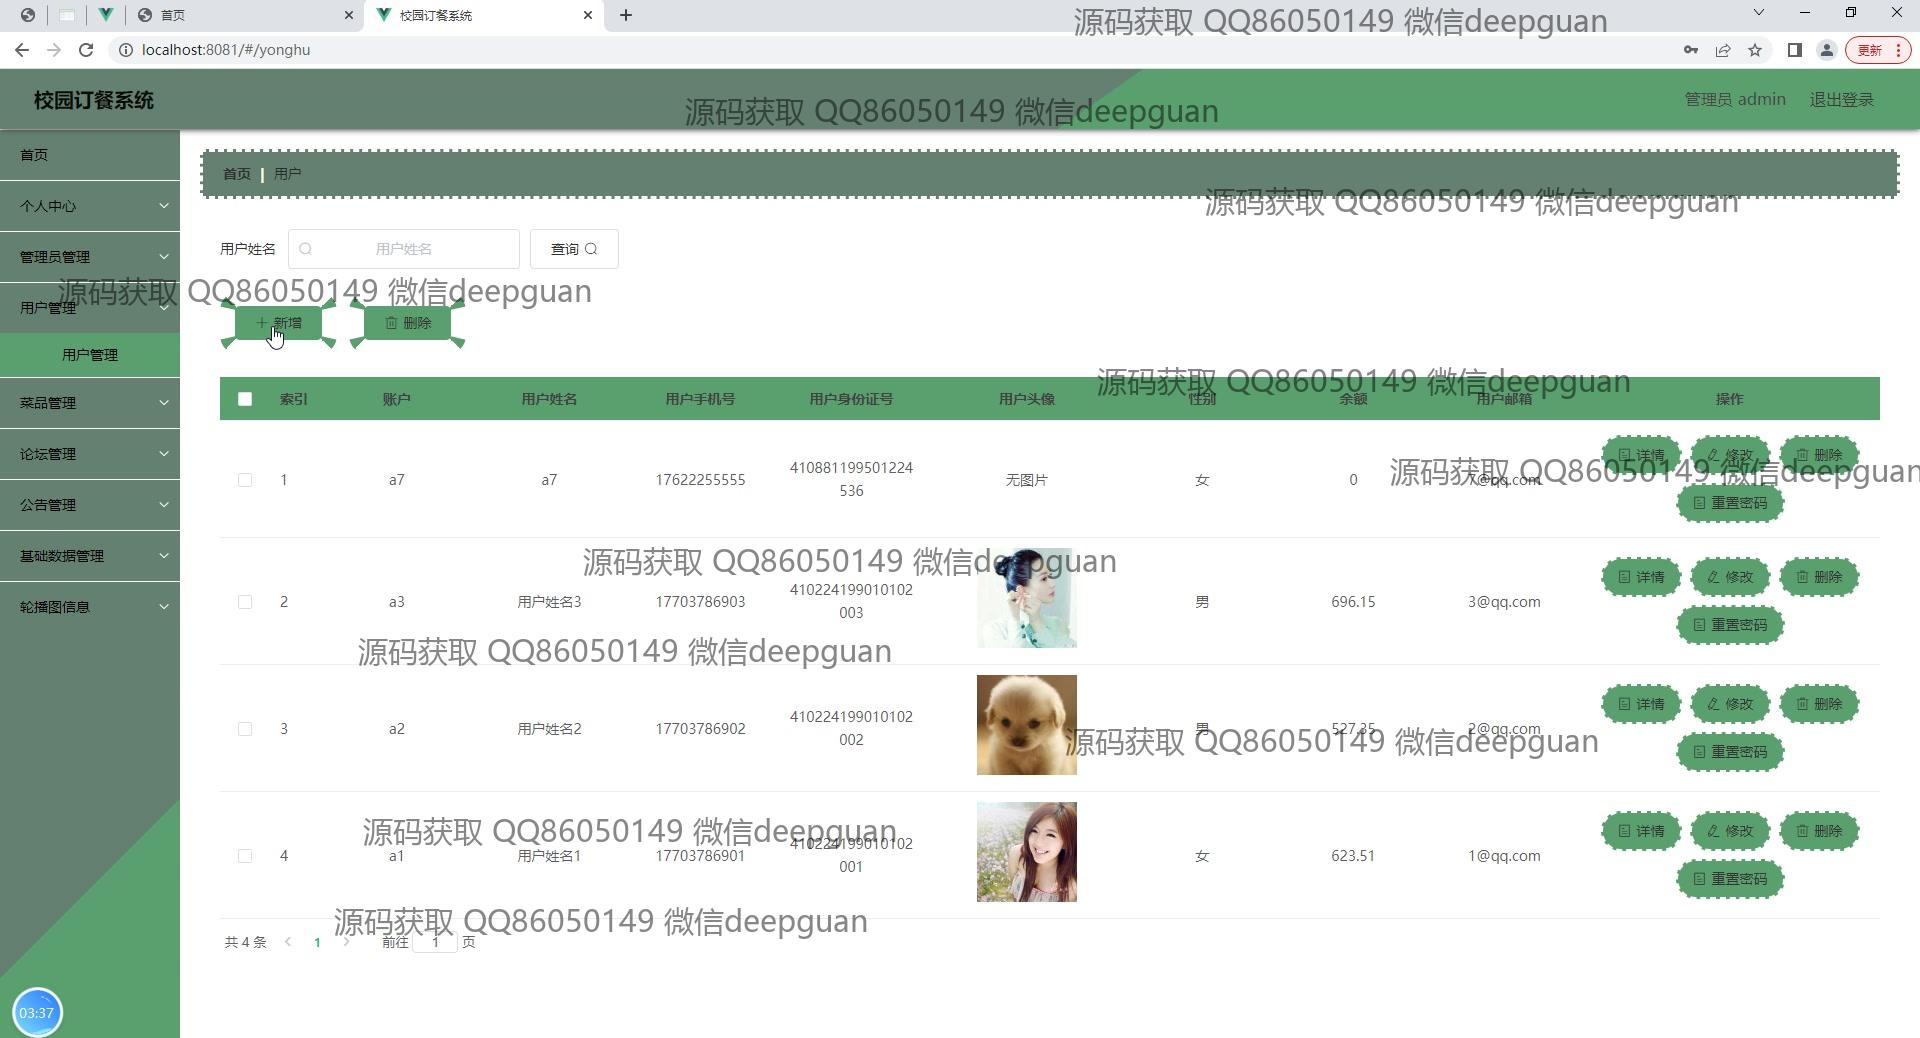 首页
校园订餐系统
源码获取 QQ86050149 微信deepguan
localhost:8081/#/yonghu
更新
校园订餐系统
源码获取 QQ86050149 微信deepguan
管理员 admin 退出登录
首页
个人中心
管理员管理
用户管理
用户管理
菜品管理
论坛管理
公告管理
基础数据管理
轮播图信息
03:37
首页 | 用户
源码获取 QQ86050149 微信deepguan
用户姓名 用户姓名 查询
源码获取 QQ86050149 微信deepguan
新增 删除
源码获取 QQ86050149 微信deepguan
索引 账户 用户姓名 用户手机号 用户身份证号 用户头像 性别 余额 用户邮箱 操作
1 a7 a7 17622255555 410881199501224536 无图片 女 0 7@qq.com 详情 修改 删除
源码获取 QQ86050149 微信deepguan
重置密码
源码获取 QQ86050149 微信deepguan
2 a3 用户姓名3 17703786903 410224199010102003 男 696.15 3@qq.com 详情 修改 删除
重置密码
源码获取 QQ86050149 微信deepguan
3 a2 用户姓名2 17703786902 410224199010102002 男 527.35 2@qq.com 详情 修改 删除
重置密码
源码获取 QQ86050149 微信deepguan
源码获取 QQ86050149 微信deepguan
4 a1 用户姓名1 17703786901 410224199010102001 女 623.51 1@qq.com 详情 修改 删除
重置密码
源码获取 QQ86050149 微信deepguan
共 4 条 1 前往 1 页